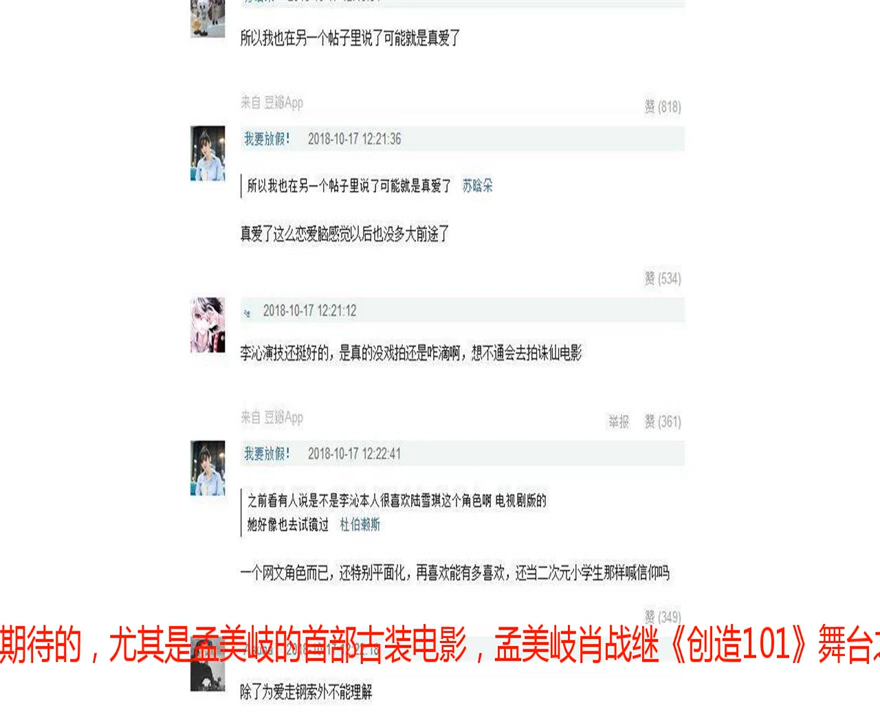 所以我也在另一个帖子里说了可能就是真爱了
来自 豆瓣App
赞 (818)
我要放假！ 2018-10-17 12:21:36
所以我也在另一个帖子里说了可能就是真爱了 苏晗朵
真爱了这么恋爱脑感觉以后也没多大前途了
赞 (534)
2018-10-17 12:21:12
李沁演技还挺好的，是真的没戏拍还是咋滴啊，想不通会去拍诛仙电影
来自 豆瓣App
举报 赞 (361)
我要放假！ 2018-10-17 12:22:41
之前看有人说是不是李沁本人很喜欢陆雪琪这个角色啊 电视剧版的
她好像也去试镜过 杜伯濑斯
一个网文角色而已，还特别平面化，再喜欢能有多喜欢，还当二次元小学生那样喊信仰吗
赞 (349)
期待的，尤其是孟美岐的首部古装电影，孟美岐肖战继《创造101》舞台
除了为爱走钢索外不能理解